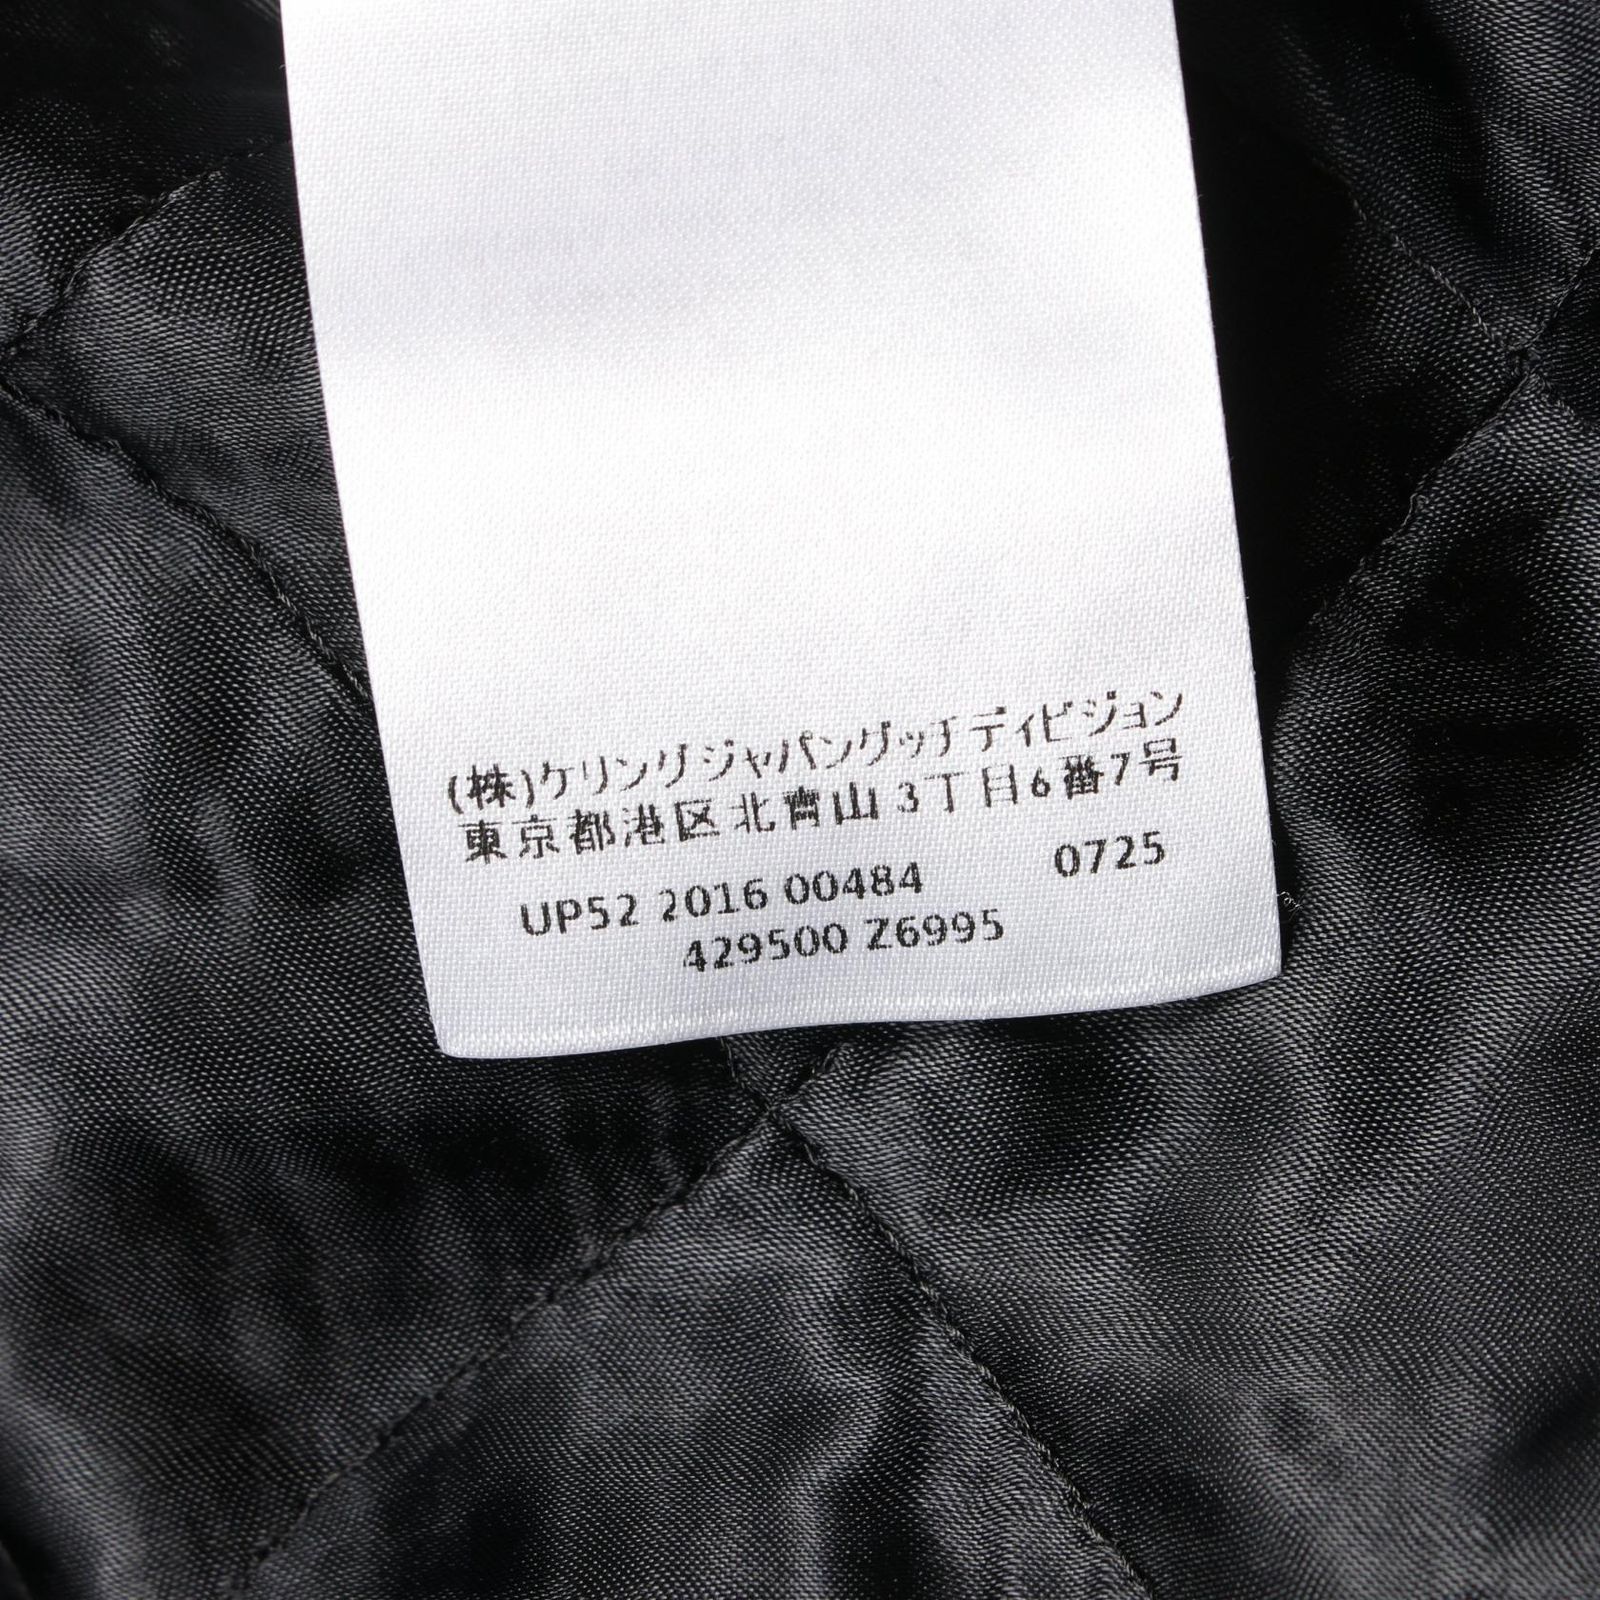 (株)ケリングジャパングッチディビジョン
東京都港区北青山3丁目6番7号
UP52 2016 00484 0725
429500 Z6995